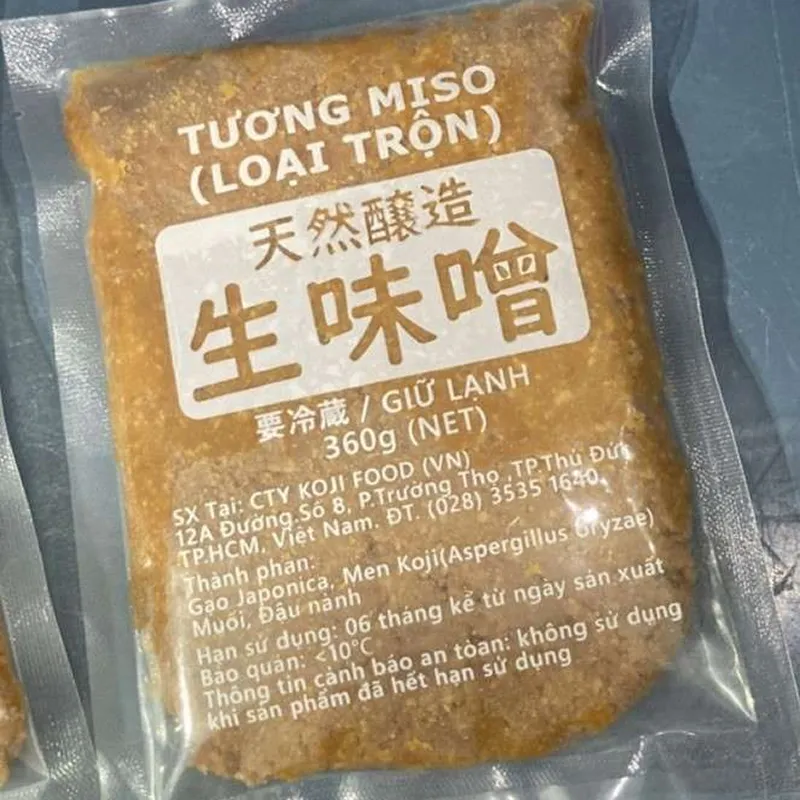 TƯƠNG MISO
(LOẠI TRỘN)
天然醸造
生味噌
要冷蔵 / GIỮ LẠNH
360g (NET)
SX Tại: CTY KOJI FOOD (VN)
12A Đường.Số 8, P.Trường Thọ ,TP.Thủ Đức
TP.HCM, Việt Nam. ĐT. (028) 3535 1640.
Thành phần:
Gạo Japonica, Men Koji(Aspergillus Oryzae)
Muối, Đậu nành
Hạn sử dụng: 06 tháng kể từ ngày sản xuất
Bảo quản: <10°C
Thông tin cảnh báo an toàn: không sử dụng
khi sản phẩm đã hết hạn sử dụng